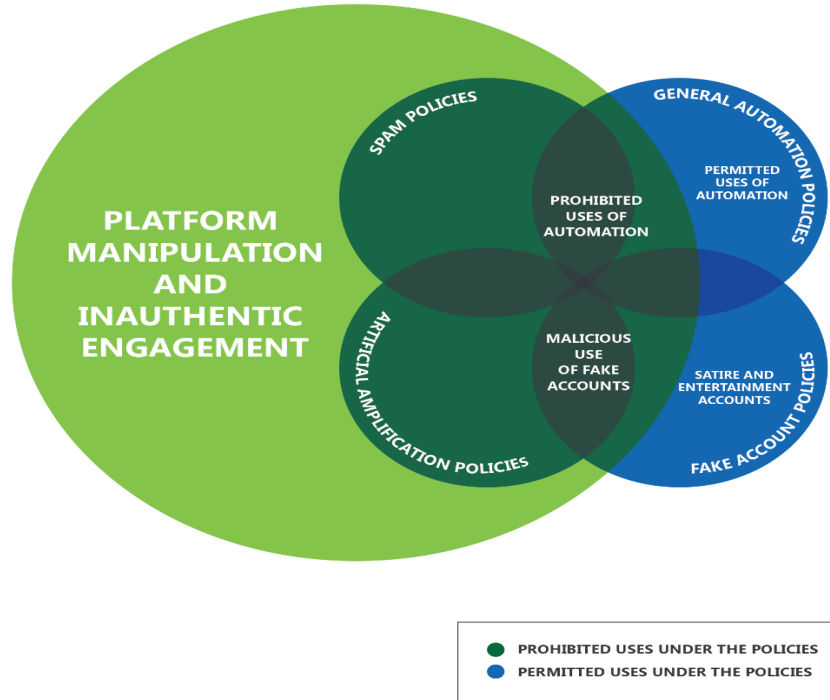 SPAM POLICIES
GENERAL AUTOMATION POLICIES
PERMITTED
USES OF
AUTOMATION
PROHIBITED
USES OF
AUTOMATION
PLATFORM
MANIPULATION
AND
INAUTHENTIC
ENGAGEMENT
ARTIFICIAL AMPLIFICATION POLICIES
MALICIOUS
USE
OF FAKE
ACCOUNTS
SATIRE AND
ENTERTAINMENT
ACCOUNTS
FAKE ACCOUNT POLICIES
PROHIBITED USES UNDER THE POLICIES
PERMITTED USES UNDER THE POLICIES